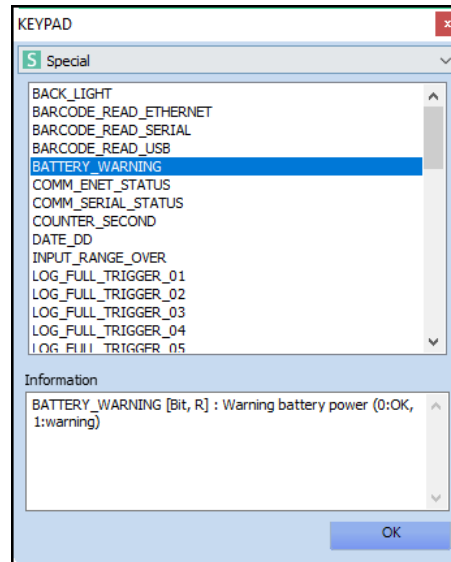 KEYPAD
x
S Special
BACK_LIGHT
BARCODE_READ_ETHERNET
BARCODE_READ_SERIAL
BARCODE_READ_USB
BATTERY_WARNING
COMM_ENET_STATUS
COMM_SERIAL_STATUS
COUNTER_SECOND
DATE_DD
INPUT_RANGE_OVER
LOG_FULL_TRIGGER_01
LOG_FULL_TRIGGER_02
LOG_FULL_TRIGGER_03
LOG_FULL_TRIGGER_04
LOG_FULL_TRIGGER_05
Information
BATTERY_WARNING [Bit, R] : Warning battery power (0:OK,
1:warning)
OK